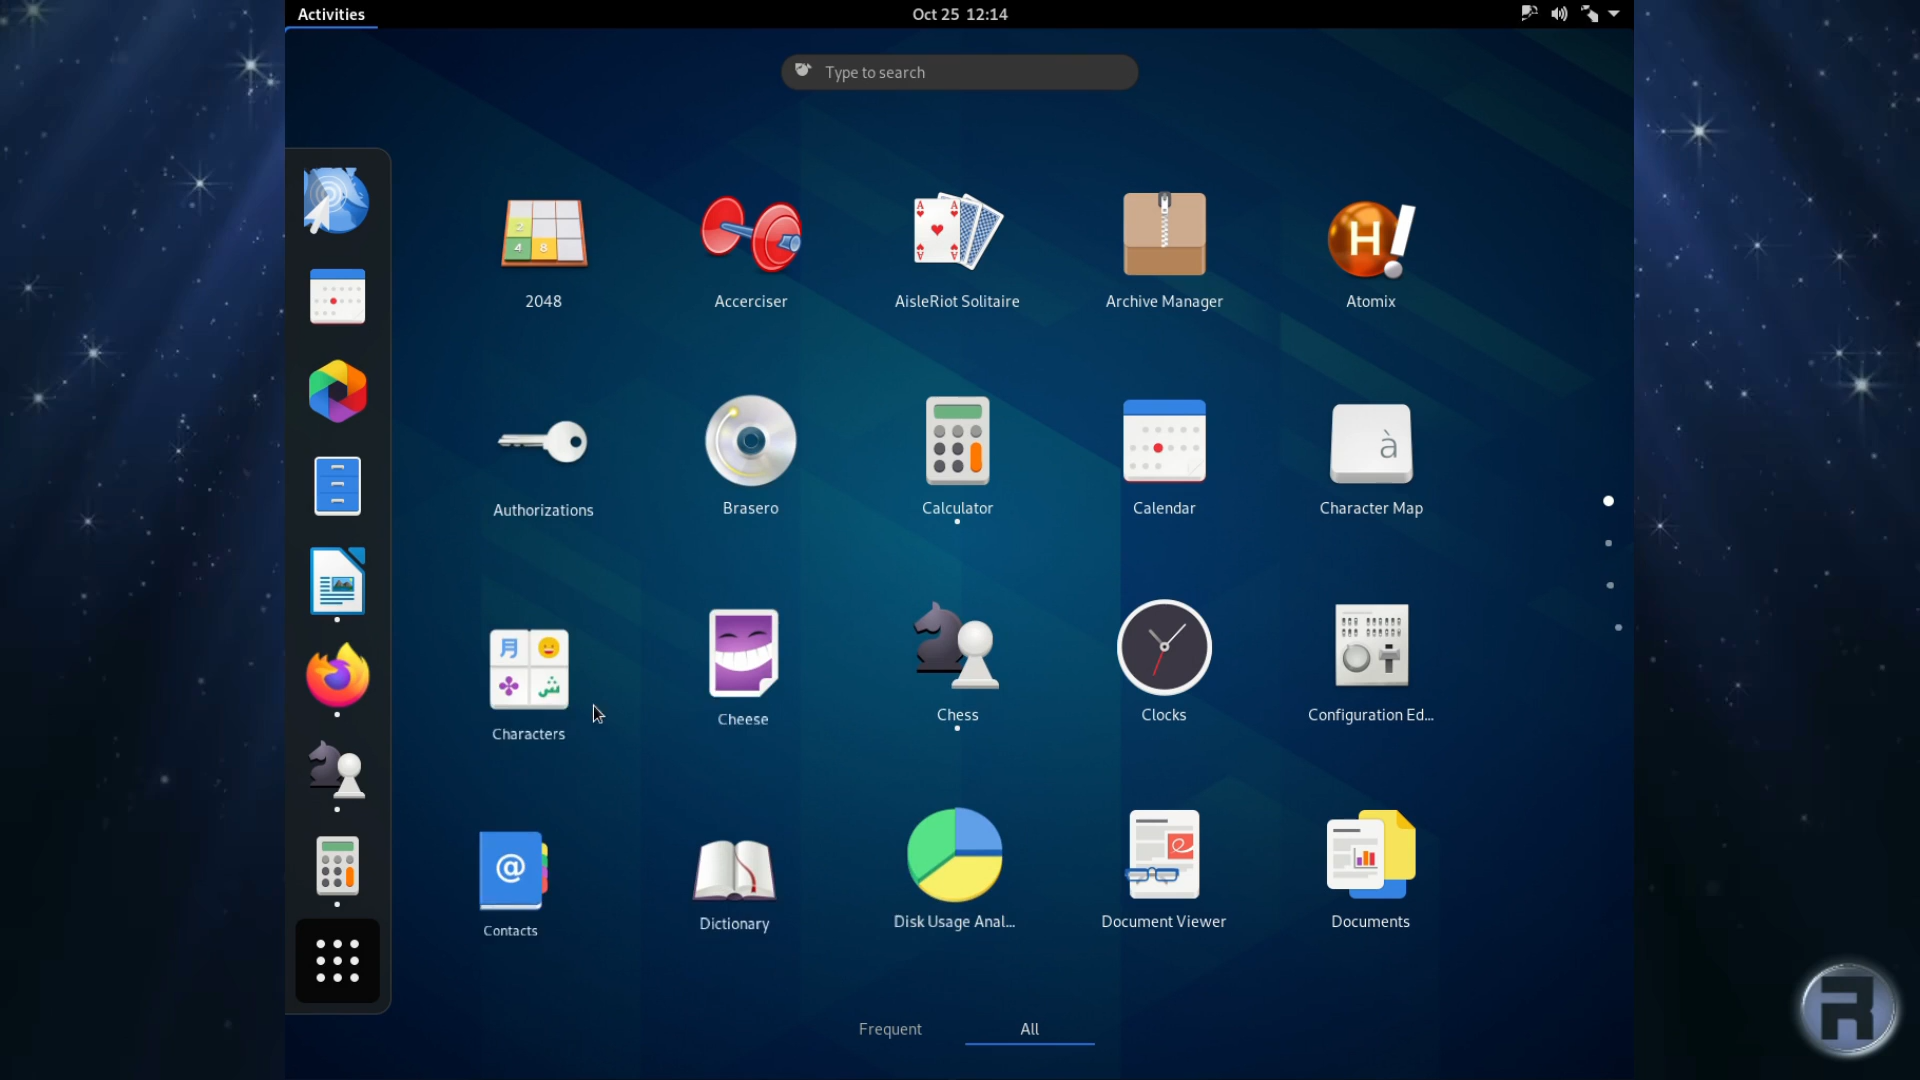 Activities
Oct 25 12:14
Type to search
2048
Accerciser
AisleRiot Solitaire
Archive Manager
Atomix
Authorizations
Brasero
Calculator
Calendar
Character Map
Characters
Cheese
Chess
Clocks
Configuration Ed...
Contacts
Dictionary
Disk Usage Anal...
Document Viewer
Documents
Frequent
All